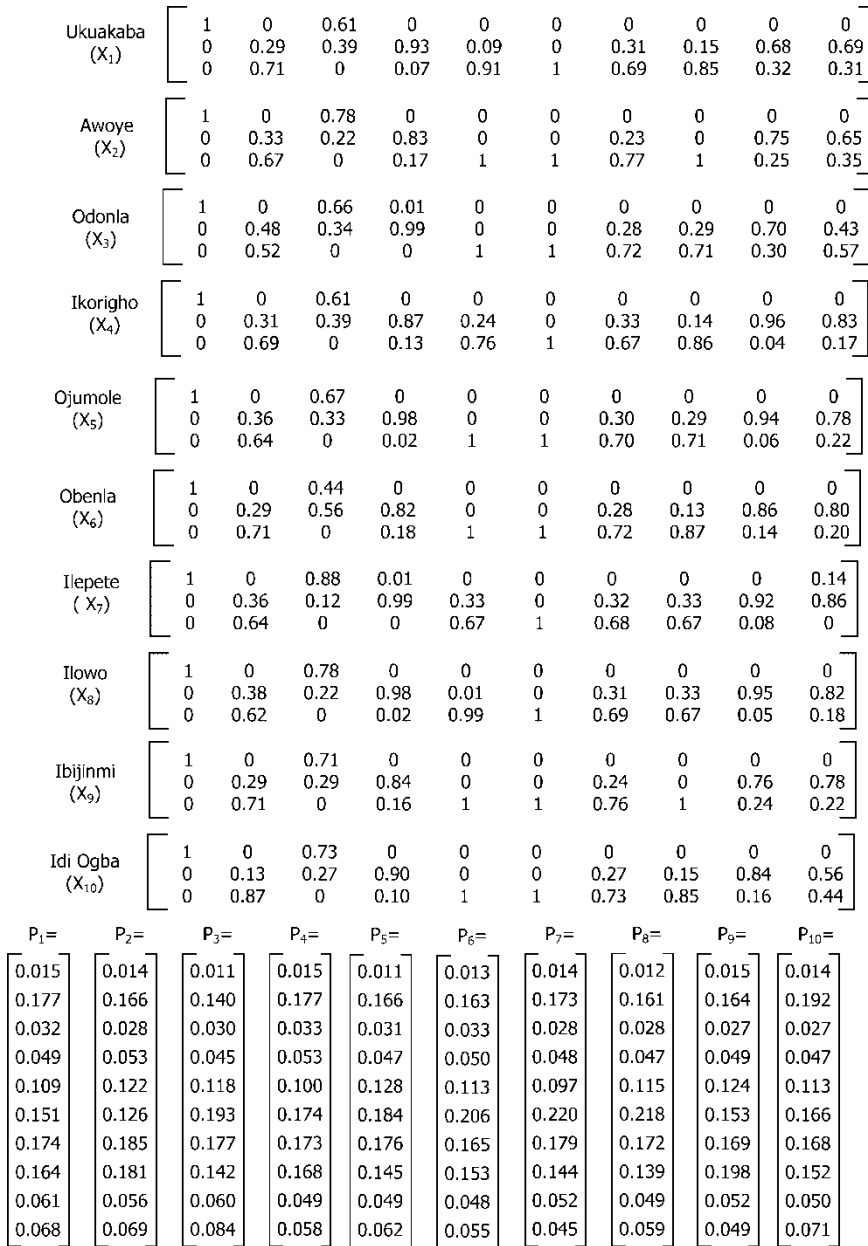 1 0 0.61 0 0 0 0 0 0 0
Ukuakaba 0 0.29 0.39 0.93 0.09 0 0.31 0.15 0.68 0.69
(X₁) 0 0.71 0 0.07 0.91 1 0.69 0.85 0.32 0.31
1 0 0.78 0 0 0 0 0 0 0
Awoye 0 0.33 0.22 0.83 0 0 0.23 0 0.75 0.65
(X₂) 0 0.67 0 0.17 1 1 0.77 1 0.25 0.35
1 0 0.66 0.01 0 0 0 0 0 0
Odonla 0 0.48 0.34 0.99 0 0 0.28 0.29 0.70 0.43
(X₃) 0 0.52 0 0 1 1 0.72 0.71 0.30 0.57
1 0 0.61 0 0 0 0 0 0 0
Ikorigho 0 0.31 0.39 0.87 0.24 0 0.33 0.14 0.96 0.83
(X₄) 0 0.69 0 0.13 0.76 1 0.67 0.86 0.04 0.17
1 0 0.67 0 0 0 0 0 0 0
Ojumole 0 0.36 0.33 0.98 0 0 0.30 0.29 0.94 0.78
(X₅) 0 0.64 0 0.02 1 1 0.70 0.71 0.06 0.22
1 0 0.44 0 0 0 0 0 0 0
Obenla 0 0.29 0.56 0.82 0 0 0.28 0.13 0.86 0.80
(X₆) 0 0.71 0 0.18 1 1 0.72 0.87 0.14 0.20
1 0 0.88 0.01 0 0 0 0 0 0.14
Ilepete 0 0.36 0.12 0.99 0.33 0 0.32 0.33 0.92 0.86
( X₇) 0 0.64 0 0 0.67 1 0.68 0.67 0.08 0
1 0 0.78 0 0 0 0 0 0 0
Ilowo 0 0.38 0.22 0.98 0.01 0 0.31 0.33 0.95 0.82
(X₈) 0 0.62 0 0.02 0.99 1 0.69 0.67 0.05 0.18
1 0 0.71 0 0 0 0 0 0 0
Ibijinmi 0 0.29 0.29 0.84 0 0 0.24 0 0.76 0.78
(X₉) 0 0.71 0 0.16 1 1 0.76 1 0.24 0.22
1 0 0.73 0 0 0 0 0 0 0
Idi Ogba 0 0.13 0.27 0.90 0 0 0.27 0.15 0.84 0.56
(X₁₀) 0 0.87 0 0.10 1 1 0.73 0.85 0.16 0.44
P₁= P₂= P₃= P₄= P₅= P₆= P₇= P₈= P₉= P₁₀=
0.015 0.014 0.011 0.015 0.011 0.013 0.014 0.012 0.015 0.014
0.177 0.166 0.140 0.177 0.166 0.163 0.173 0.161 0.164 0.192
0.032 0.028 0.030 0.033 0.031 0.033 0.028 0.028 0.027 0.027
0.049 0.053 0.045 0.053 0.047 0.050 0.048 0.047 0.049 0.047
0.109 0.122 0.118 0.100 0.128 0.113 0.097 0.115 0.124 0.113
0.151 0.126 0.193 0.174 0.184 0.206 0.220 0.218 0.153 0.166
0.174 0.185 0.177 0.173 0.176 0.165 0.179 0.172 0.169 0.168
0.164 0.181 0.142 0.168 0.145 0.153 0.144 0.139 0.198 0.152
0.061 0.056 0.060 0.049 0.049 0.048 0.052 0.049 0.052 0.050
0.068 0.069 0.084 0.058 0.062 0.055 0.045 0.059 0.049 0.071